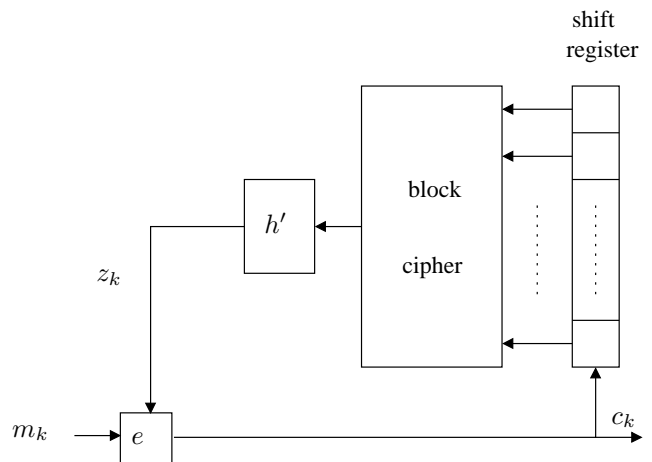 shift
register
block
h′
cipher
z_k
c_k
m_k
e